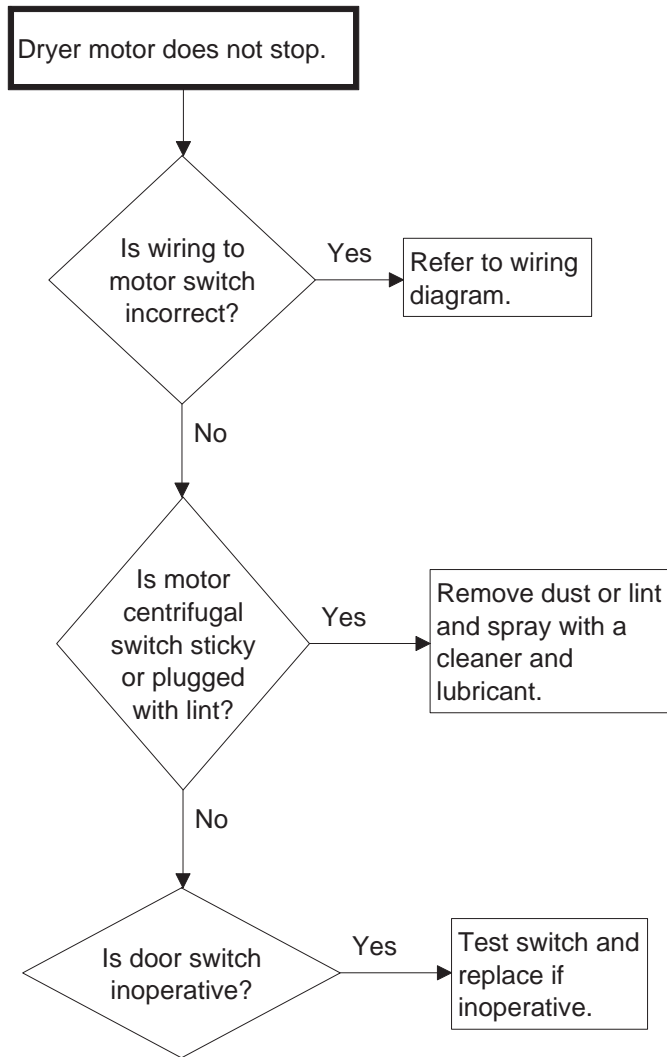 Dryer motor does not stop.
Is wiring to
motor switch
incorrect?
Yes
Refer to wiring
diagram.
No
Is motor
centrifugal
switch sticky
or plugged
with lint?
Yes
Remove dust or lint
and spray with a
cleaner and
lubricant.
No
Is door switch
inoperative?
Yes
Test switch and
replace if
inoperative.